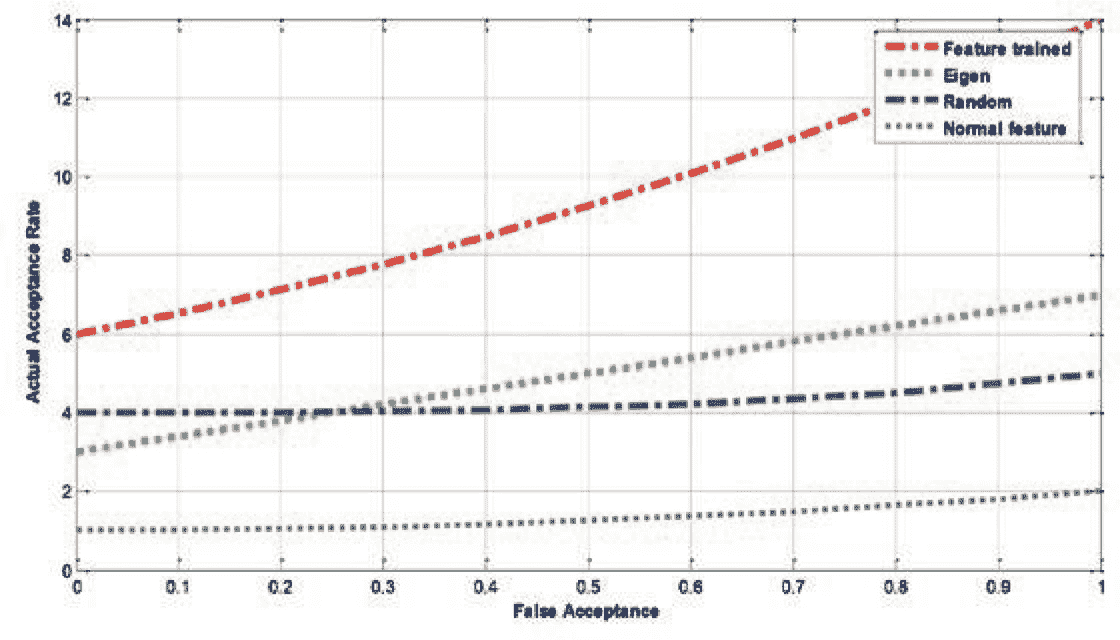 14
12
10
8
6
4
2
0
Actual Acceptance Rate
Feature trained
Eigen
Random
Normal feature
0 0.1 0.2 0.3 0.4 0.5 0.6 0.7 0.8 0.9 1
False Acceptance